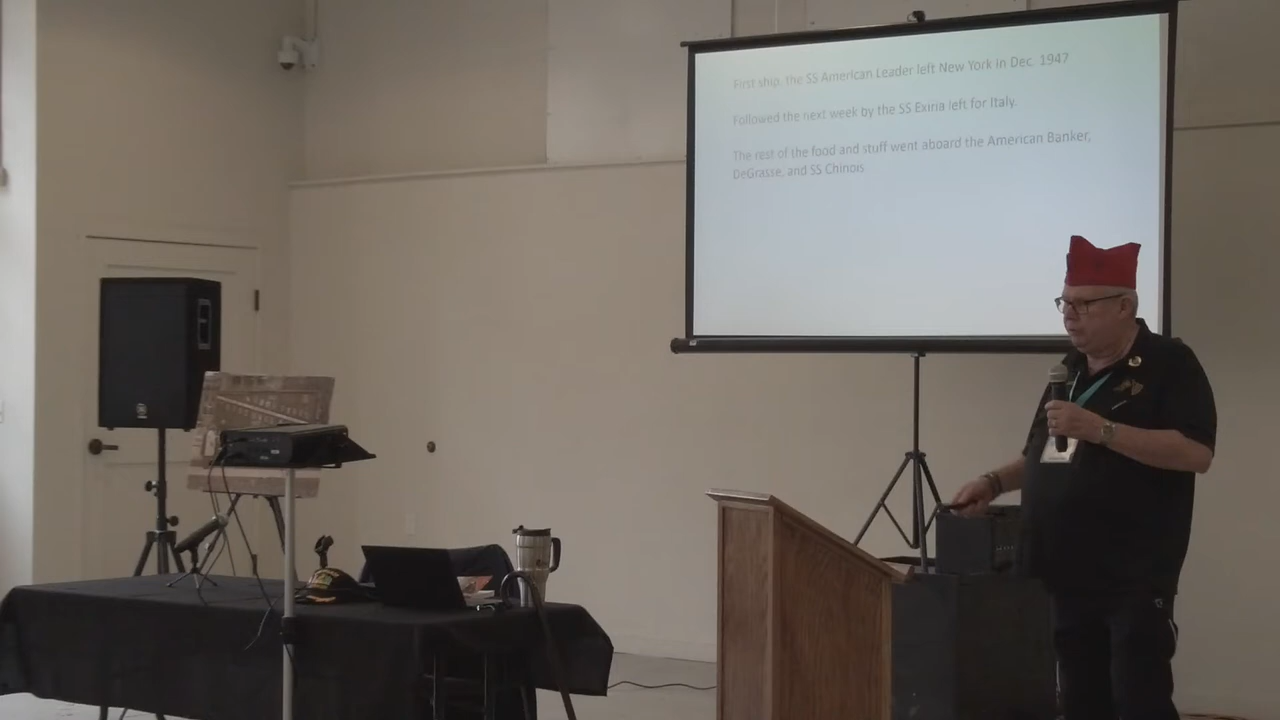 First ship, the SS American Leader left New York in Dec. 1947
Followed the next week by the SS Exiria left for Italy.
The rest of the food and stuff went aboard the American Banker,
DeGrasse, and SS Chinois